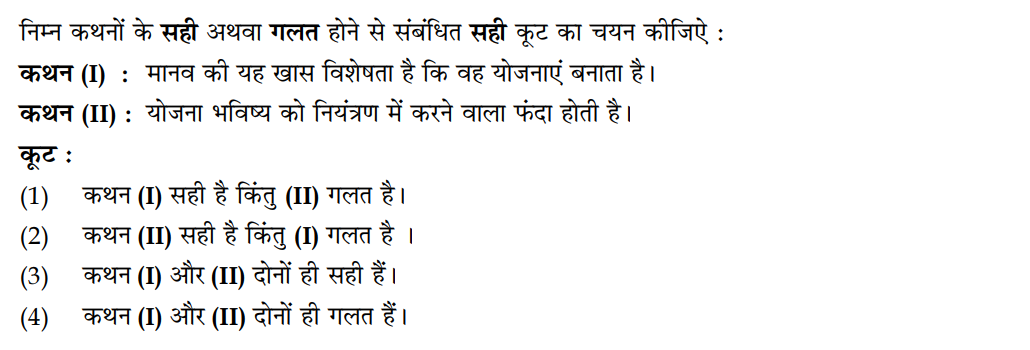 निम्न कथनों के सही अथवा गलत होने से संबंधित सही कूट का चयन कीजिऐ :
कथन (I) : मानव की यह खास विशेषता है कि वह योजनाएं बनाता है।
कथन (II) : योजना भविष्य को नियंत्रण में करने वाला फंदा होती है।
कूट :
(1) कथन (I) सही है किंतु (II) गलत है।
(2) कथन (II) सही है किंतु (I) गलत है ।
(3) कथन (I) और (II) दोनों ही सही हैं।
(4) कथन (I) और (II) दोनों ही गलत हैं।